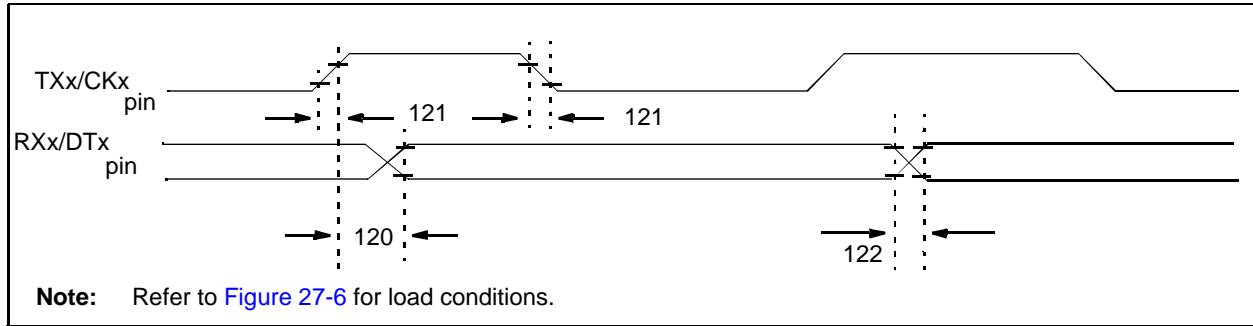 TXx/CKx
pin
121
121
RXx/DTx
pin
120
122
Note: Refer to Figure 27-6 for load conditions.